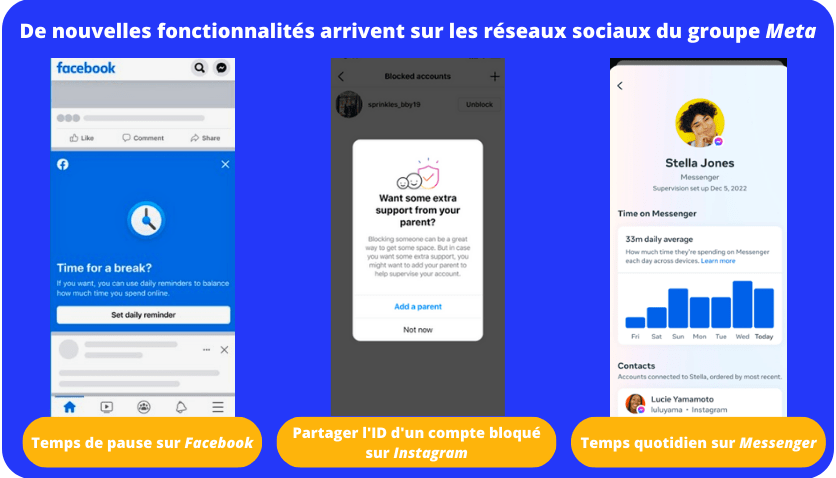 De nouvelles fonctionnalités arrivent sur les réseaux sociaux du groupe Meta
facebook
Like
Comment
Share
Time for a break?
If you want, you can use daily reminders to balance
how much time you spend online.
Set daily reminder
Temps de pause sur Facebook
Blocked accounts
sprinkles_bby19
Unblock
Want some extra
support from your
parent?
Blocking someone can be a great
way to get some space. But in case
you want some extra support, you
might want to add your parent to
help supervise your account.
Add a parent
Not now
Partager l'ID d'un compte bloqué
sur Instagram
Stella Jones
Messenger
Supervision set up Dec 5, 2022
Time on Messenger
33m daily average
How much time they're spending on Messenger
each day across devices. Learn more
Fri Sat Sun Mon Tue Wed Today
Contacts
Accounts connected to Stella, ordered by most recent.
Lucie Yamamoto
luluyama • Instagram
Temps quotidien sur Messenger